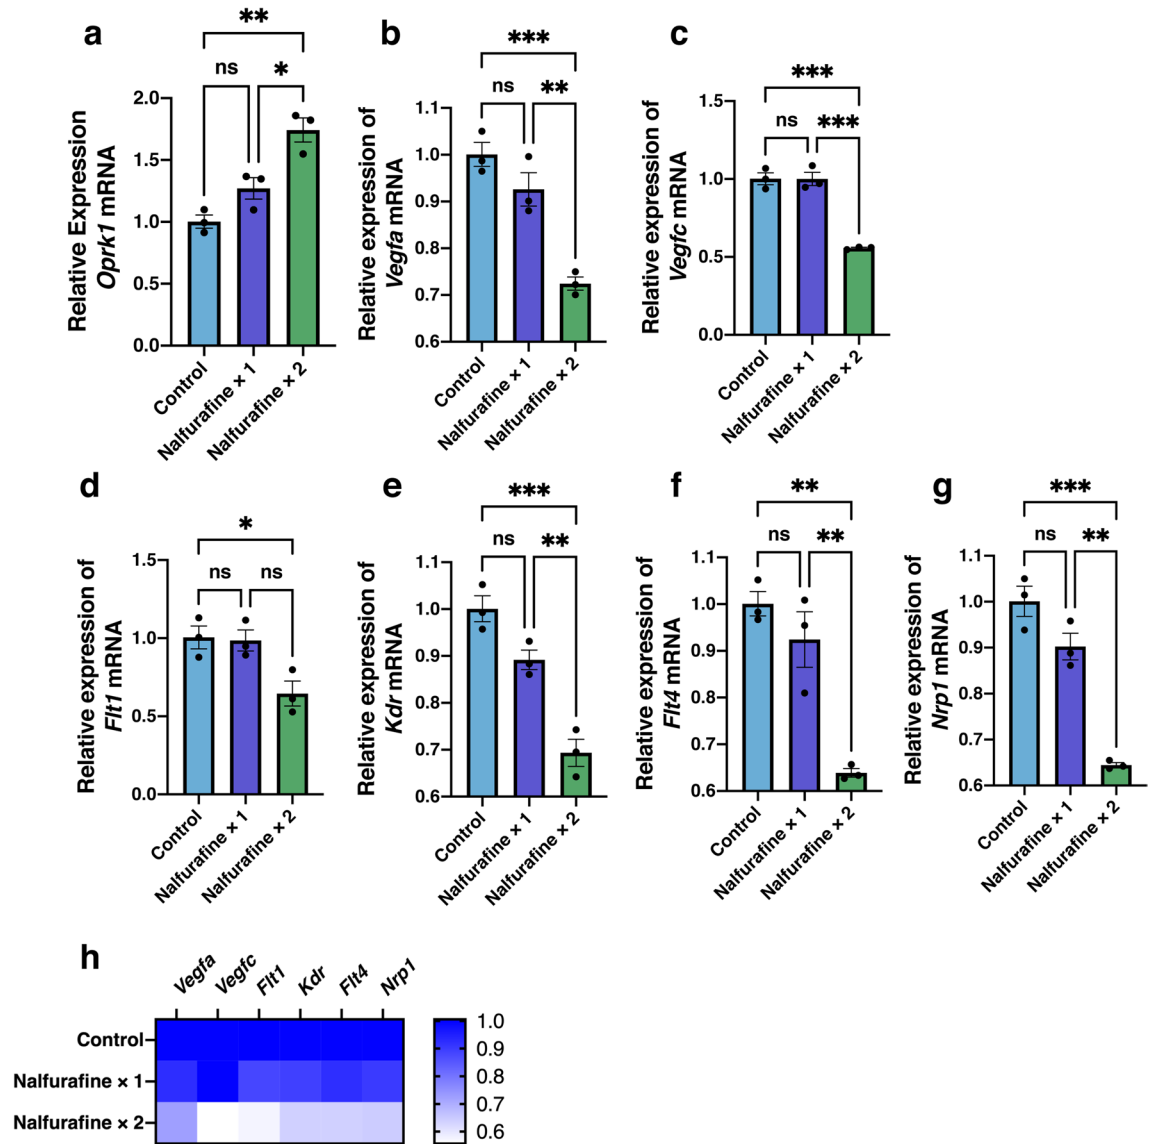 a
**
ns
*
Relative Expression
Oprk1 mRNA
2.0
1.5
1.0
0.5
0.0
Control
Nalfurafine × 1
Nalfurafine × 2
b
***
ns
**
Relative expression of
Vegfa mRNA
1.1
1.0
0.9
0.8
0.7
0.6
Control
Nalfurafine × 1
Nalfurafine × 2
c
***
ns
***
Relative expression of
Vegfc mRNA
1.5
1.0
0.5
0.0
Control
Nalfurafine × 1
Nalfurafine × 2
d
*
ns
ns
Relative expression of
Flt1 mRNA
1.5
1.0
0.5
0.0
Control
Nalfurafine × 1
Nalfurafine × 2
e
***
ns
**
Relative expression of
Kdr mRNA
1.1
1.0
0.9
0.8
0.7
0.6
Control
Nalfurafine × 1
Nalfurafine × 2
f
**
ns
**
Relative expression of
Flt4 mRNA
1.1
1.0
0.9
0.8
0.7
0.6
Control
Nalfurafine × 1
Nalfurafine × 2
g
***
ns
**
Relative expression of
Nrp1 mRNA
1.1
1.0
0.9
0.8
0.7
0.6
Control
Nalfurafine × 1
Nalfurafine × 2
h
Vegfa
Vegfc
Flt1
Kdr
Flt4
Nrp1
Control
Nalfurafine × 1
Nalfurafine × 2
1.0
0.9
0.8
0.7
0.6